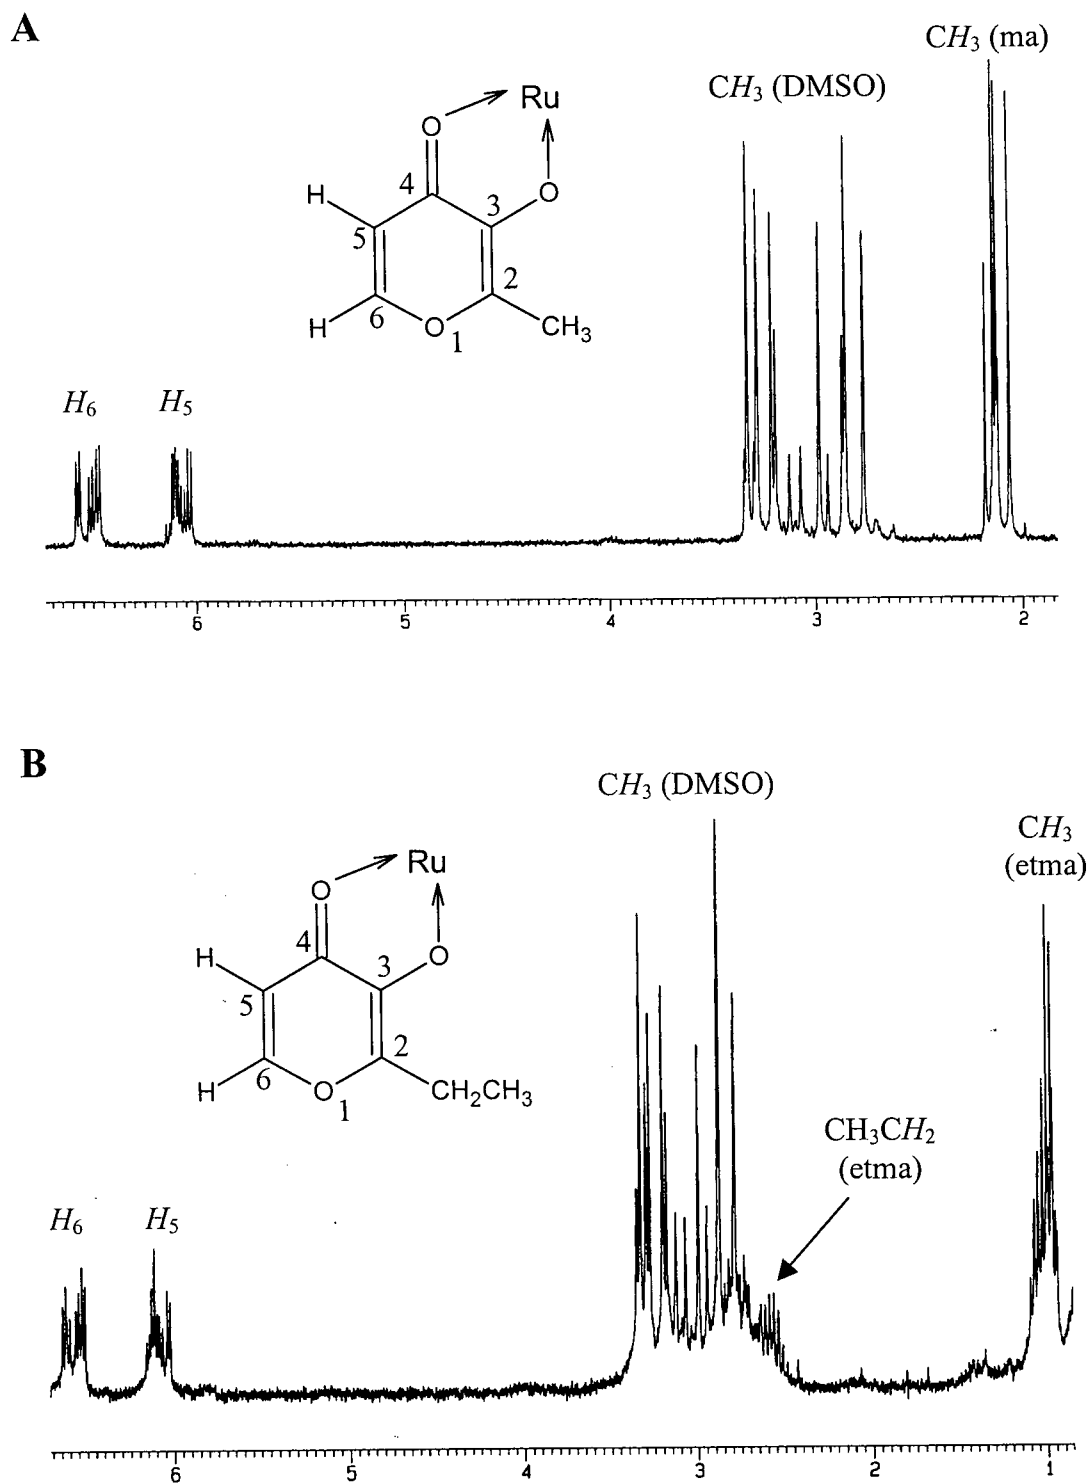 A
CH₃ (ma)
CH₃ (DMSO)
Ru
O
O
4
3
H
5
2
H
6
O
1
CH₃
H₆
H₅
6
5
4
3
2
B
CH₃ (DMSO)
CH₃
(etma)
Ru
O
O
4
3
H
5
2
H
6
O
1
CH₂CH₃
CH₃CH₂
(etma)
H₆
H₅
6
5
4
3
2
1